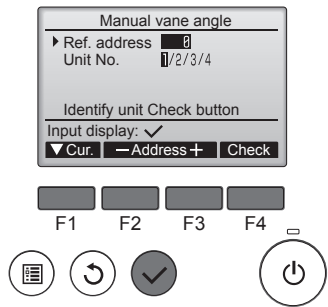 Manual vane angle
Ref. address 0
Unit No. 1/2/3/4
Identify unit Check button
Input display: ✓
▼Cur. −Address+ Check
F1 F2 F3 F4